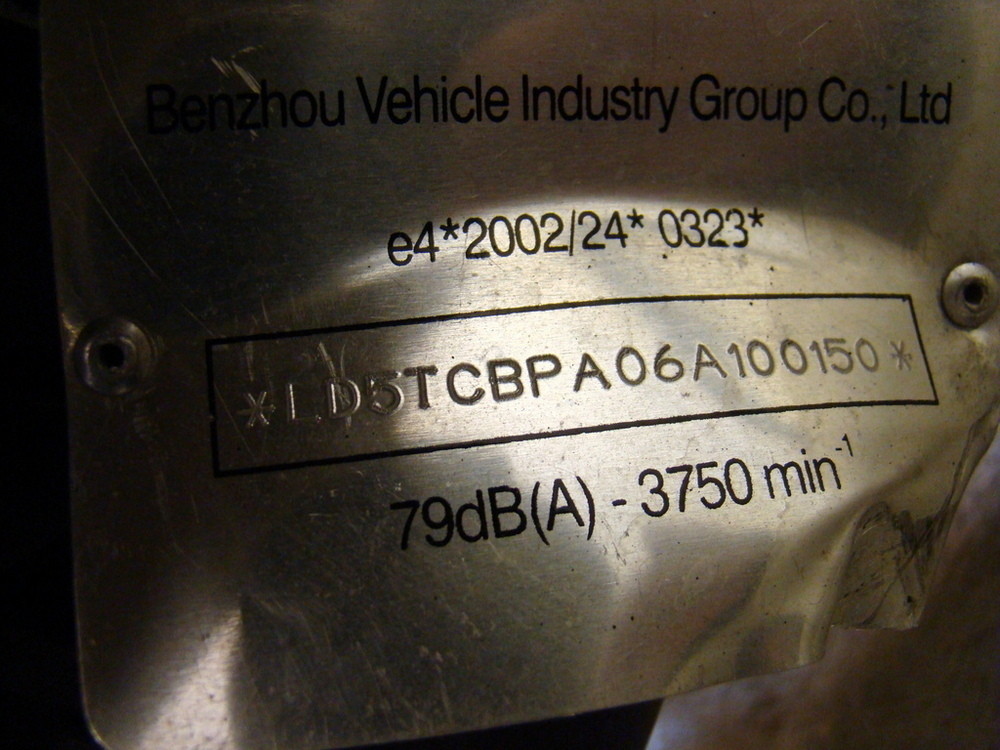 Benzhou Vehicle Industry Group Co., Ltd
e4*2002/24* 0323*
*LD5TCBPA06A100150*
79dB(A) - 3750 min⁻¹